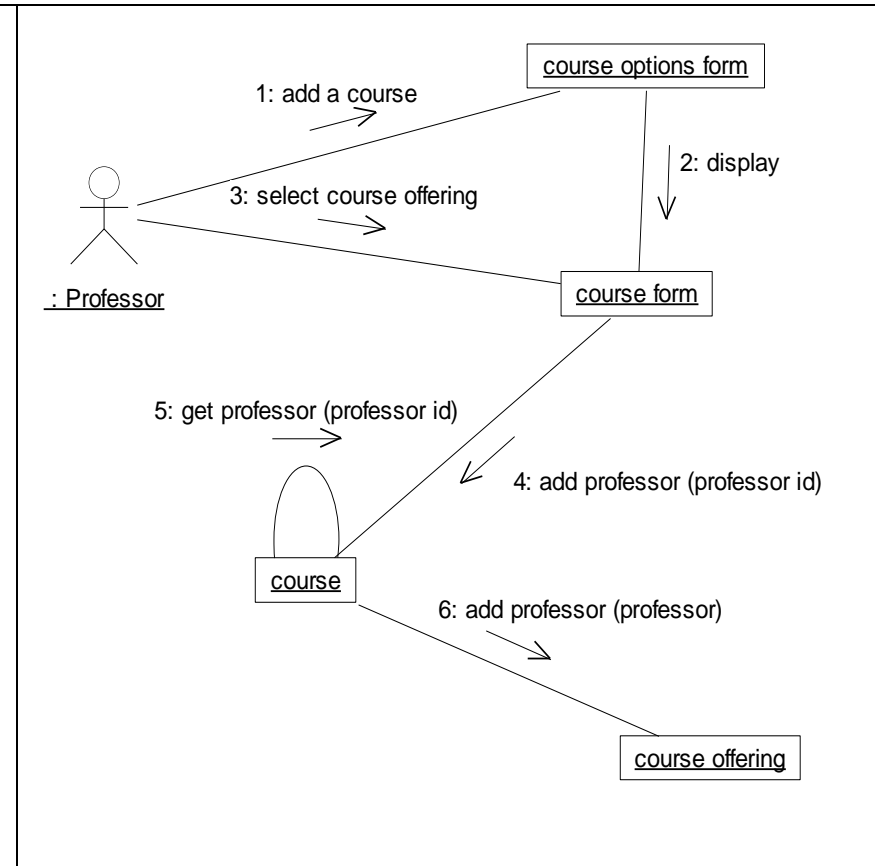 course options form
1: add a course
2: display
3: select course offering
: Professor
course form
5: get professor (professor id)
4: add professor (professor id)
course
6: add professor (professor)
course offering